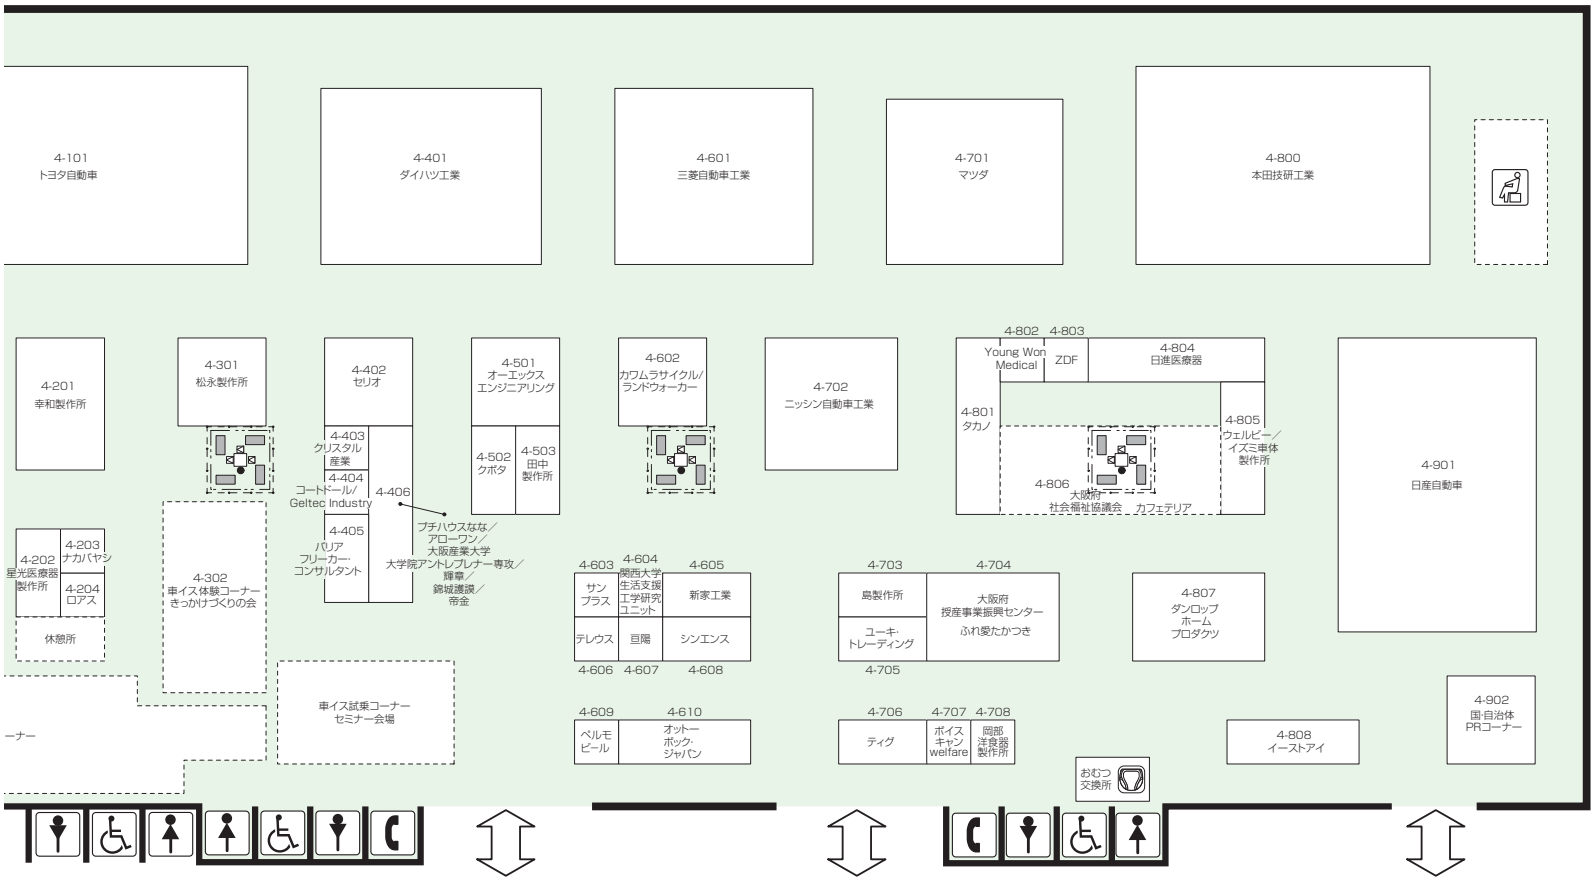 4-101
トヨタ自動車
4-401
ダイハツ工業
4-601
三菱自動車工業
4-701
マツダ
4-800
本田技研工業
4-201
幸和製作所
4-301
松永製作所
4-402
セリオ
4-501
オーエックス
エンジニアリング
4-602
カワムラサイクル/
ランドウォーカー
4-702
ニッシン自動車工業
4-802
Young Won
Medical
4-803
ZDF
4-804
日進医療器
4-801
タカノ
4-805
ウェルビー／
イズミ車体
製作所
4-806
大阪府
社会福祉協議会
カフェテリア
4-901
日産自動車
4-403
クリスタル
産業
4-404
コートドール/
Geltec Industry
4-405
バリア
フリーカー・
コンサルタント
4-406
プチハウスなな／
アローワン／
大阪産業大学
大学院アントレプレナー専攻／
輝章／
錦城護謨／
帝金
4-502
クボタ
4-503
田中
製作所
4-202
星光医療器
製作所
4-203
ナカバヤシ
4-204
ロアス
休憩所
4-302
車イス体験コーナー
きっかけづくりの会
車イス試乗コーナー
セミナー会場
ーナー
4-603
サン
プラス
4-604
関西大学
生活支援
工学研究
ユニット
4-605
新家工業
テレウス
4-606
亘陽
4-607
シンエンス
4-608
4-609
ペルモ
ビール
4-610
オットー
ボック・
ジャパン
4-703
島製作所
4-704
大阪府
授産事業振興センター
ふれ愛たかつき
ユーキ・
トレーディング
4-705
4-706
ティグ
4-707
ボイス
キャン
welfare
4-708
岡部
洋食器
製作所
4-807
ダンロップ
ホーム
プロダクツ
4-808
イーストアイ
4-902
国・自治体
PRコーナー
おむつ
交換所